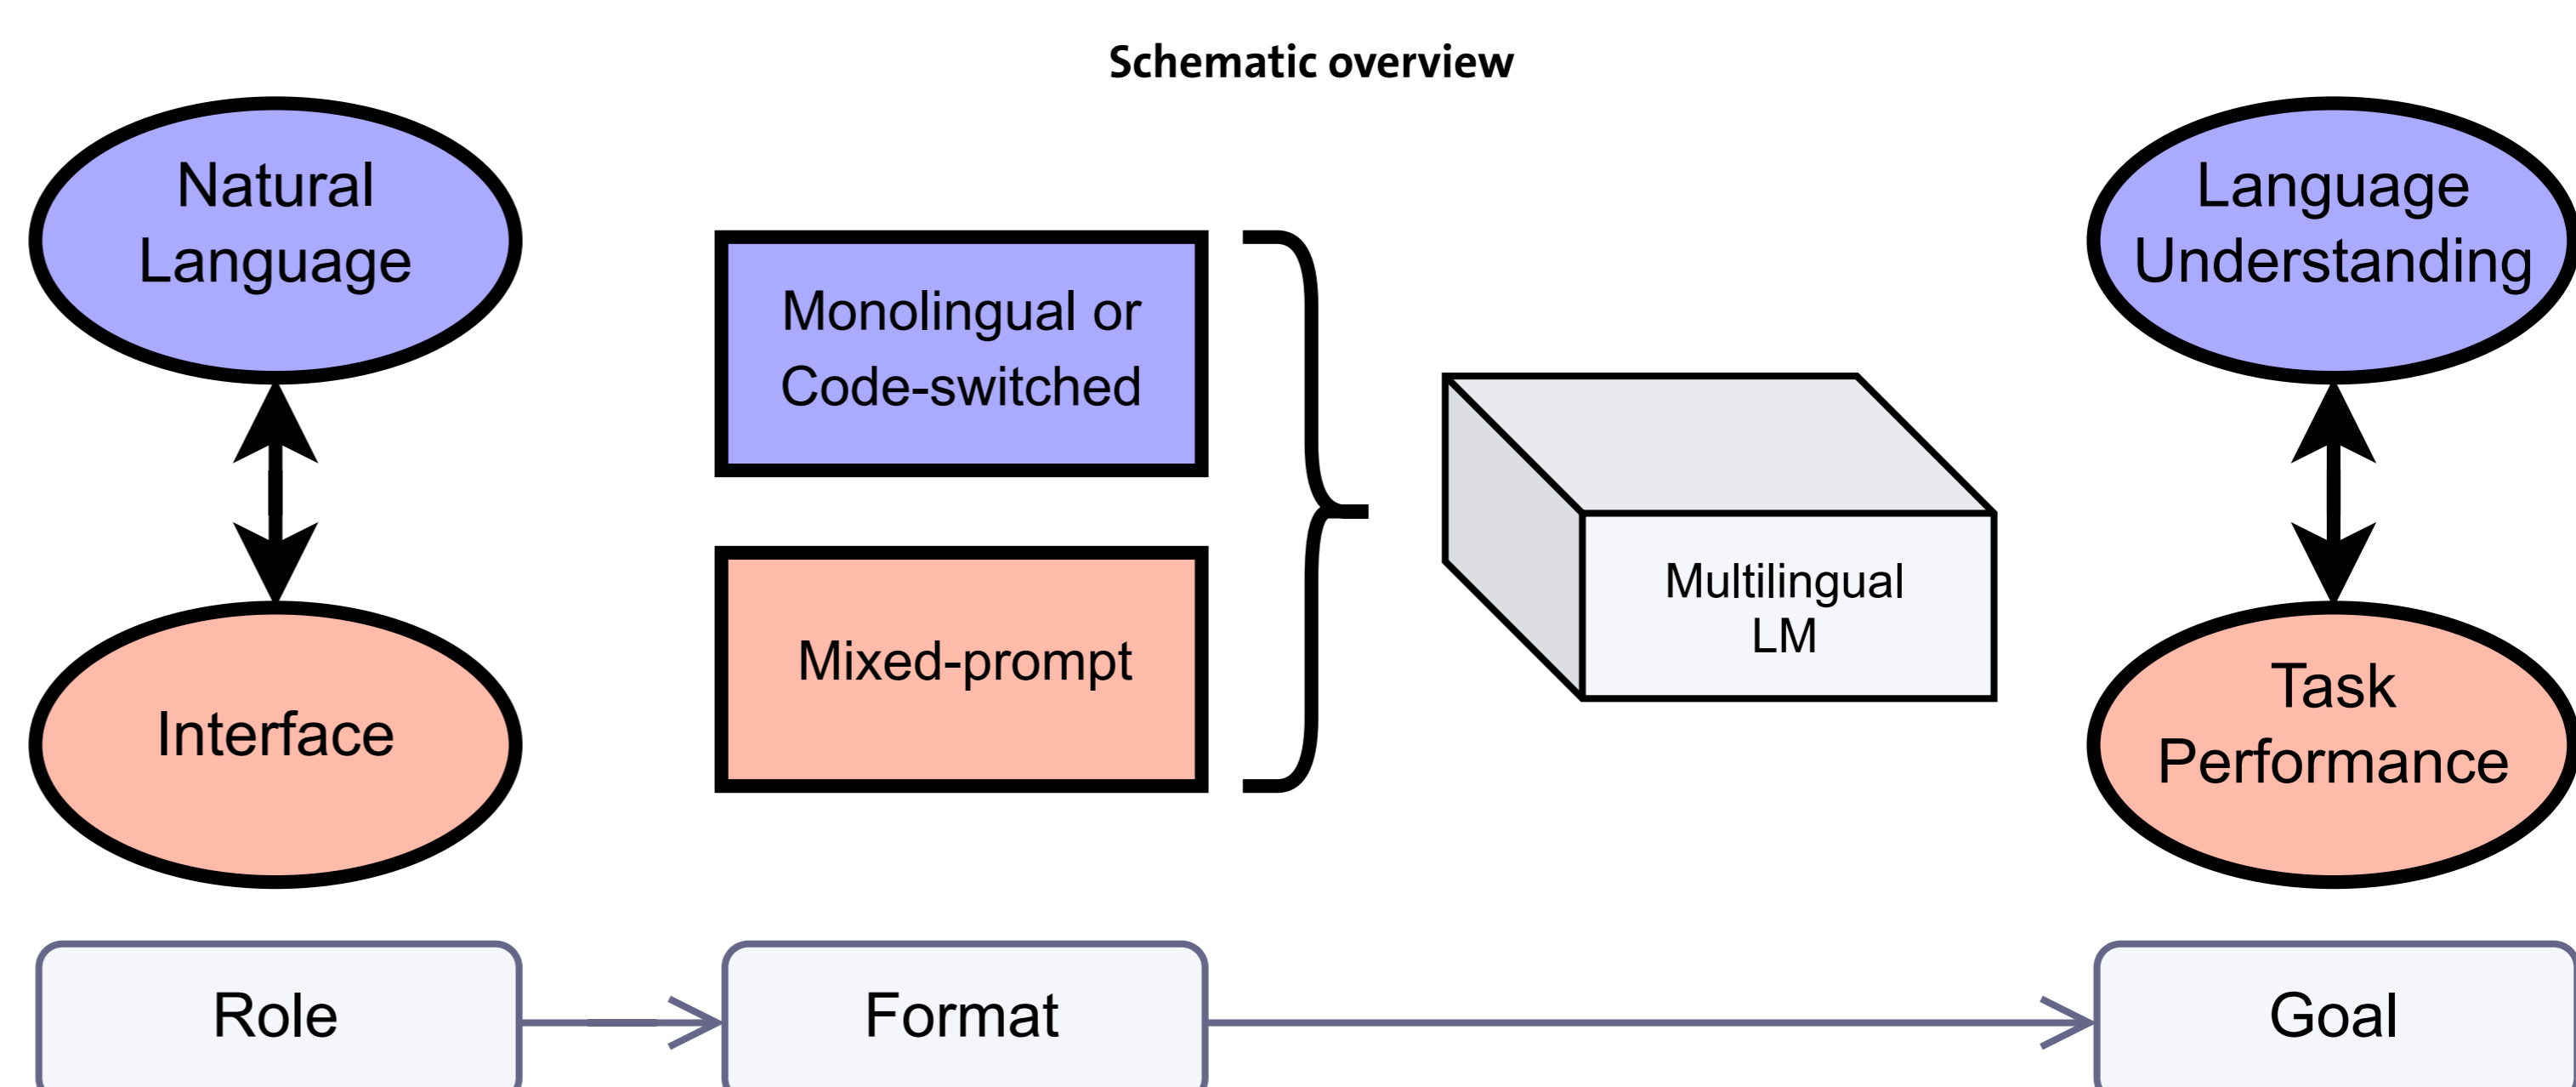 Schematic overview
Natural
Language
Interface
Monolingual or
Code-switched
Mixed-prompt
Multilingual
LM
Language
Understanding
Task
Performance
Role
Format
Goal